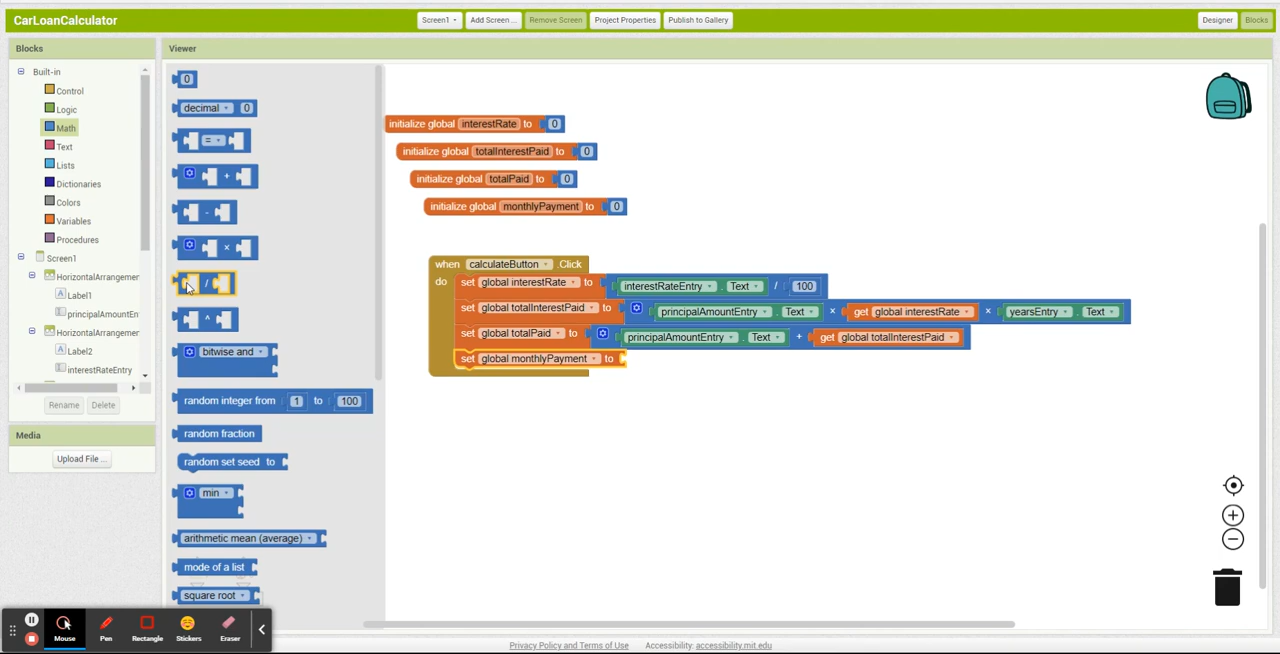 CarLoanCalculator
Screen1
Add Screen ...
Remove Screen
Project Properties
Publish to Gallery
Designer
Blocks
Blocks
Viewer
Built-in
Control
Logic
Math
Text
Lists
Dictionaries
Colors
Variables
Procedures
Screen1
HorizontalArrangemer
A Label1
principalAmountEn
HorizontalArrangemer
A Label2
interestRateEntry
Rename
Delete
Media
Upload File ...
0
decimal 0
=
+
-
×
/
^
bitwise and
random integer from 1 to 100
random fraction
random set seed to
min
arithmetic mean (average)
mode of a list
square root
initialize global interestRate to 0
initialize global totalInterestPaid to 0
initialize global totalPaid to 0
initialize global monthlyPayment to 0
when calculateButton .Click
do set global interestRate to interestRateEntry . Text / 100
set global totalInterestPaid to principalAmountEntry . Text × get global interestRate × yearsEntry . Text
set global totalPaid to principalAmountEntry . Text + get global totalInterestPaid
set global monthlyPayment to
Mouse
Pen
Rectangle
Stickers
Eraser
Privacy Policy and Terms of Use
Accessibility: accessibility.mit.edu